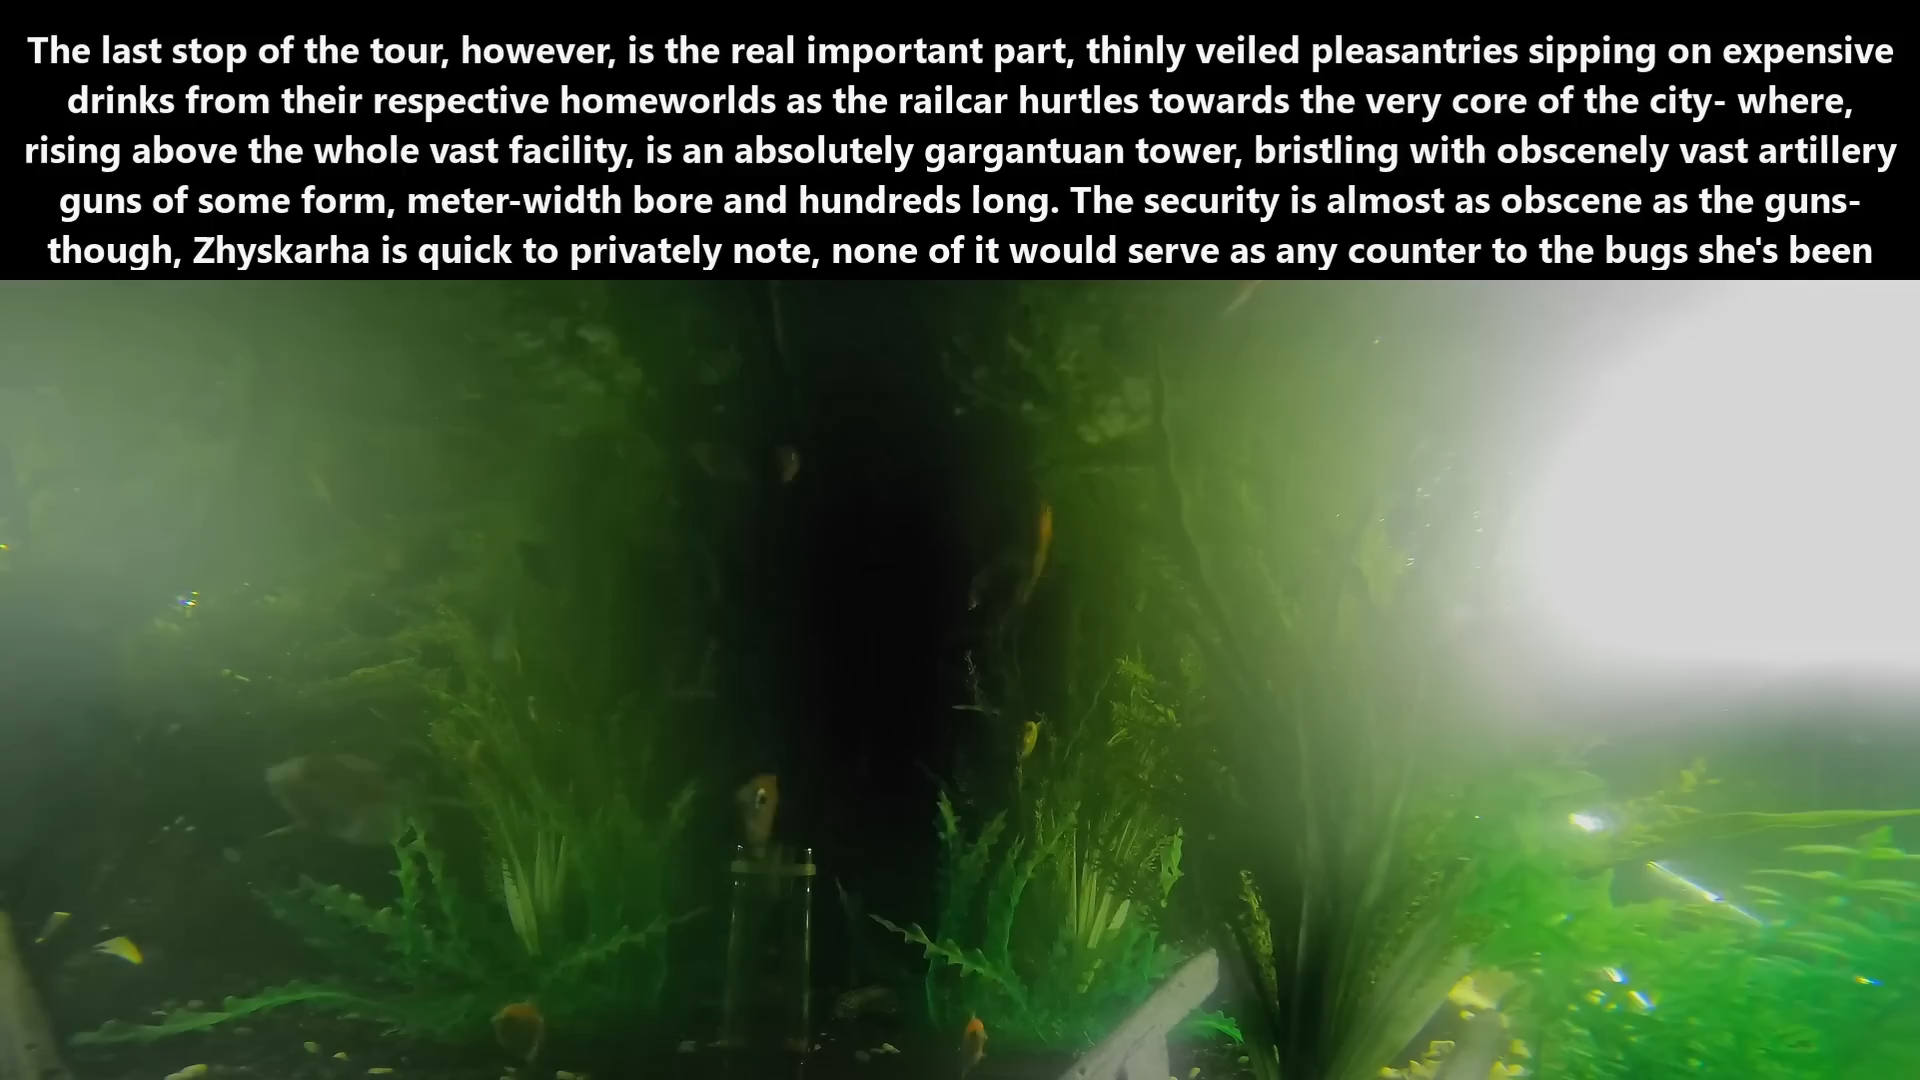 The last stop of the tour, however, is the real important part, thinly veiled pleasantries sipping on expensive
drinks from their respective homeworlds as the railcar hurtles towards the very core of the city- where,
rising above the whole vast facility, is an absolutely gargantuan tower, bristling with obscenely vast artillery
guns of some form, meter-width bore and hundreds long. The security is almost as obscene as the guns-
though, Zhyskarha is quick to privately note, none of it would serve as any counter to the bugs she's been